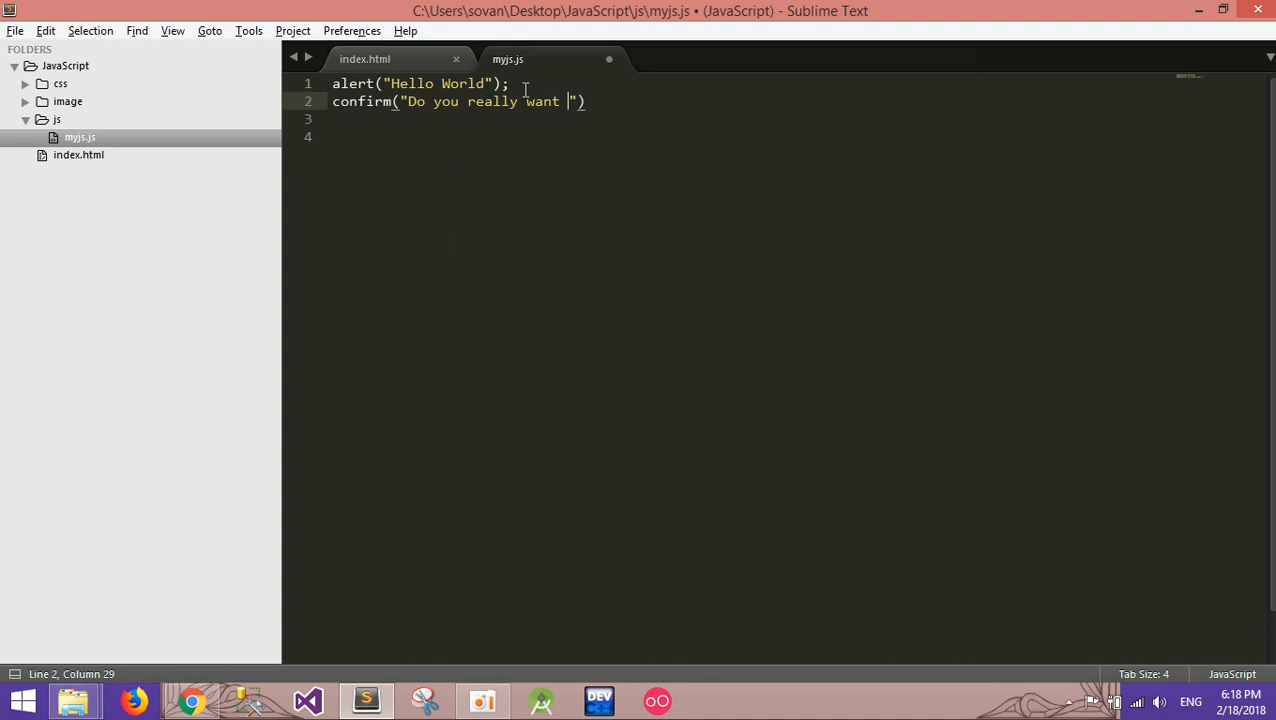 C:\Users\sovan\Desktop\JavaScript\js\myjs.js • (JavaScript) - Sublime Text
File Edit Selection Find View Goto Tools Project Preferences Help
FOLDERS
JavaScript
css
image
js
myjs.js
index.html
index.html
myjs.js
1 alert("Hello World");
2 confirm("Do you really want ")
3
4
Line 2, Column 29
Tab Size: 4
JavaScript
DEV
C++
ENG
6:18 PM
2/18/2018